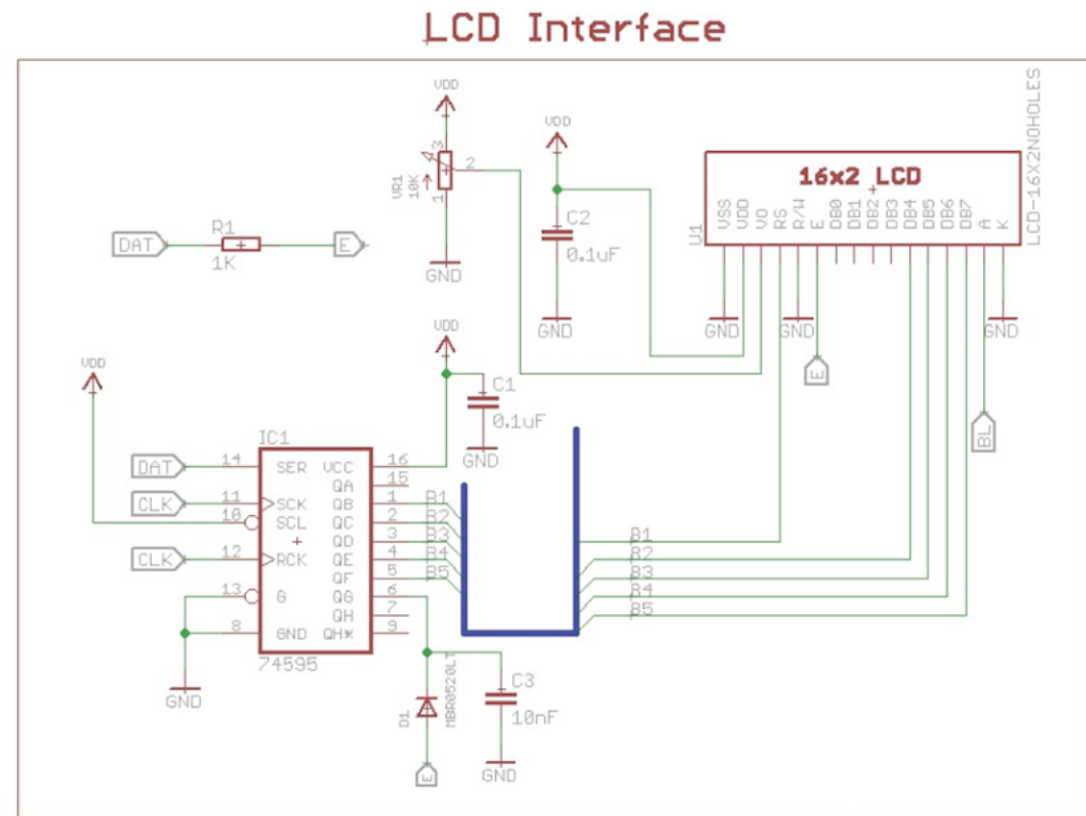 LCD Interface
VDD
3
2
VR1
10K
1
GND
VDD
C2
0.1uF
GND
16x2 LCD
LCD-16X2NOHOLES
U1
VSS VDD VO RS R/W E DB0 DB1 DB2 DB3 DB4 DB5 DB6 DB7 A K
GND GND GND
E
BL
DAT R1 E
1K
VDD
VDD
C1
0.1uF
GND
IC1
DAT 14 SER VCC 16
QA 15
CLK 11 SCK QB 1 B1
10 SCL QC 2 B2
QD 3 B3
CLK 12 RCK QE 4 B4
QF 5 B5
13 G QG 6
QH 7
8 GND QH* 9
74595
GND
B1
B2
B3
B4
B5
D1
MBR0520LT
C3
10nF
E
GND